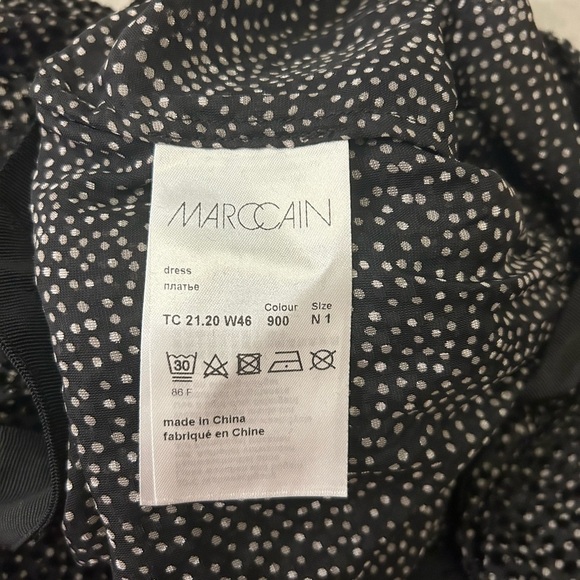 MARCCAIN
dress
платье
Colour Size
TC 21.20 W46 900 N 1
30
86 F
made in China
fabriqué en Chine